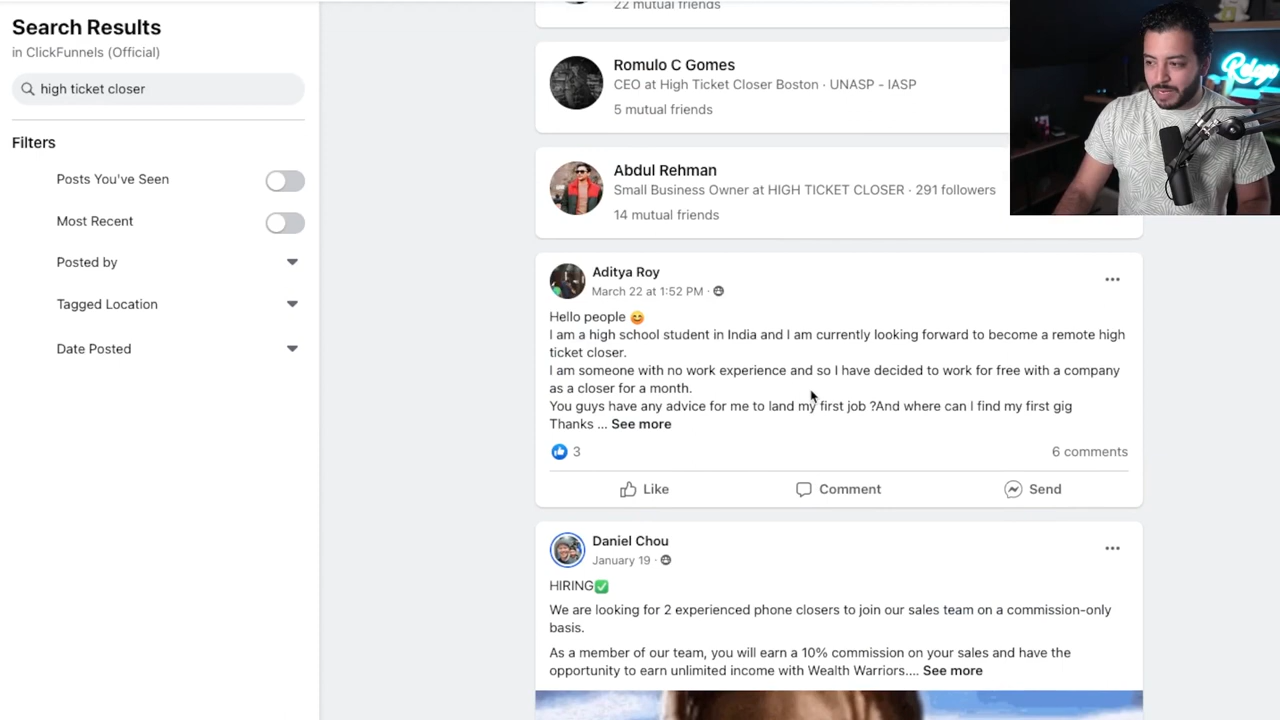 Search Results
in ClickFunnels (Official)
high ticket closer
Filters
Posts You've Seen
Most Recent
Posted by
Tagged Location
Date Posted
22 mutual friends
Romulo C Gomes
CEO at High Ticket Closer Boston · UNASP - IASP
5 mutual friends
Abdul Rehman
Small Business Owner at HIGH TICKET CLOSER · 291 followers
14 mutual friends
Aditya Roy
March 22 at 1:52 PM ·
Hello people 😊
I am a high school student in India and I am currently looking forward to become a remote high
ticket closer.
I am someone with no work experience and so I have decided to work for free with a company
as a closer for a month.
You guys have any advice for me to land my first job ?And where can I find my first gig
Thanks ... See more
3
6 comments
Like
Comment
Send
Daniel Chou
January 19 ·
HIRING✅
We are looking for 2 experienced phone closers to join our sales team on a commission-only
basis.
As a member of our team, you will earn a 10% commission on your sales and have the
opportunity to earn unlimited income with Wealth Warriors.... See more